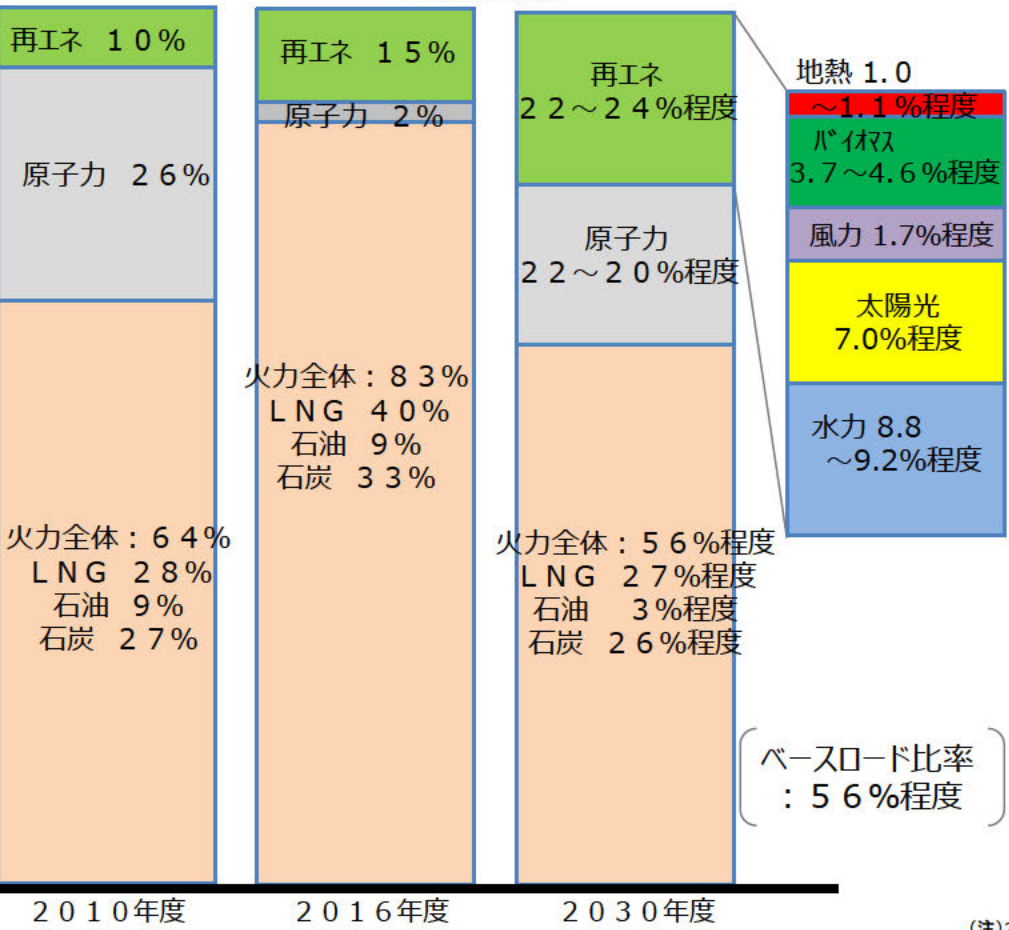 再エネ 10%
原子力 26%
火力全体：64%
LNG 28%
石油 9%
石炭 27%
2010年度
再エネ 15%
原子力 2%
火力全体：83%
LNG 40%
石油 9%
石炭 33%
2016年度
再エネ
22～24%程度
原子力
22～20%程度
火力全体：56%程度
LNG 27%程度
石油 3%程度
石炭 26%程度
2030年度
地熱 1.0
～1.1%程度
バイオマス
3.7～4.6%程度
風力 1.7%程度
太陽光
7.0%程度
水力 8.8
～9.2%程度
ベースロード比率
：56%程度
(注)